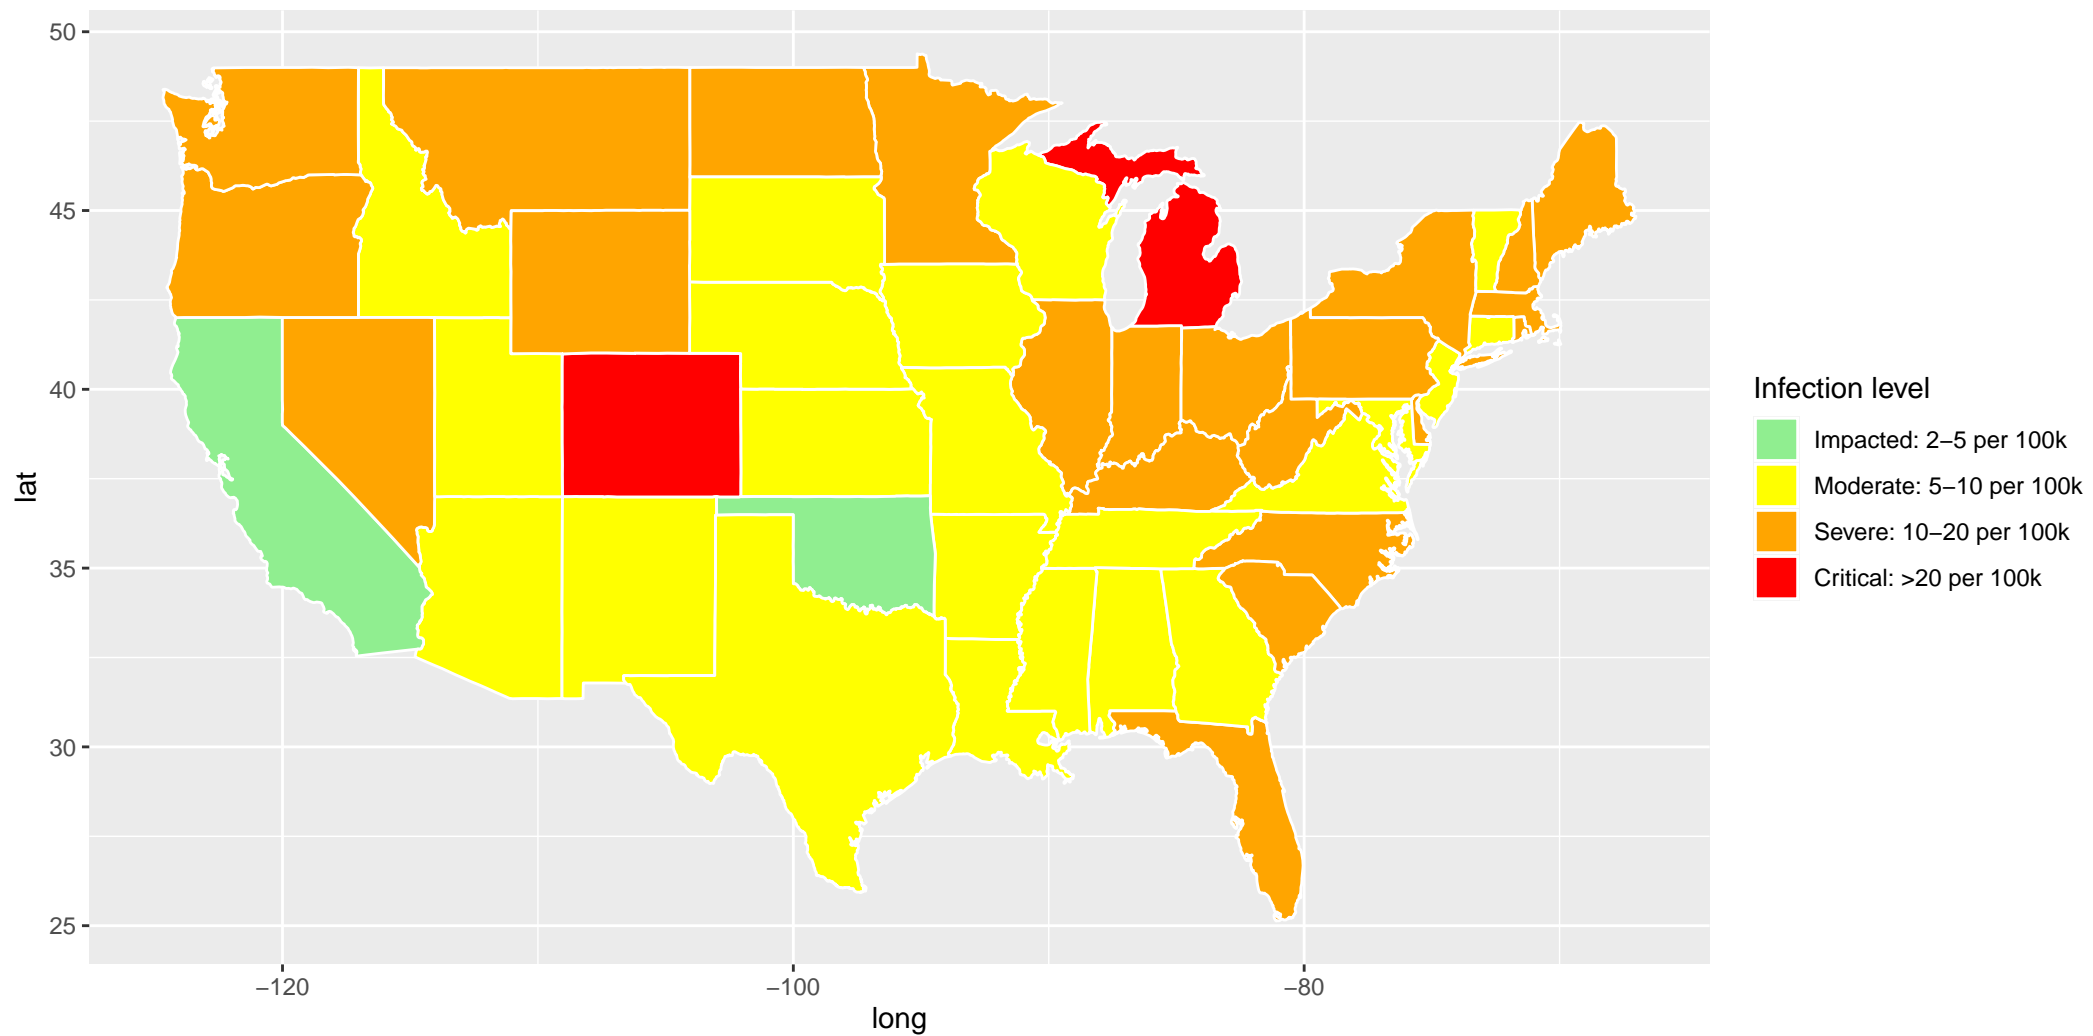 50
45
40
35
30
25
lat
−120
−100
−80
long
Infection level
Impacted: 2−5 per 100k
Moderate: 5−10 per 100k
Severe: 10−20 per 100k
Critical: >20 per 100k